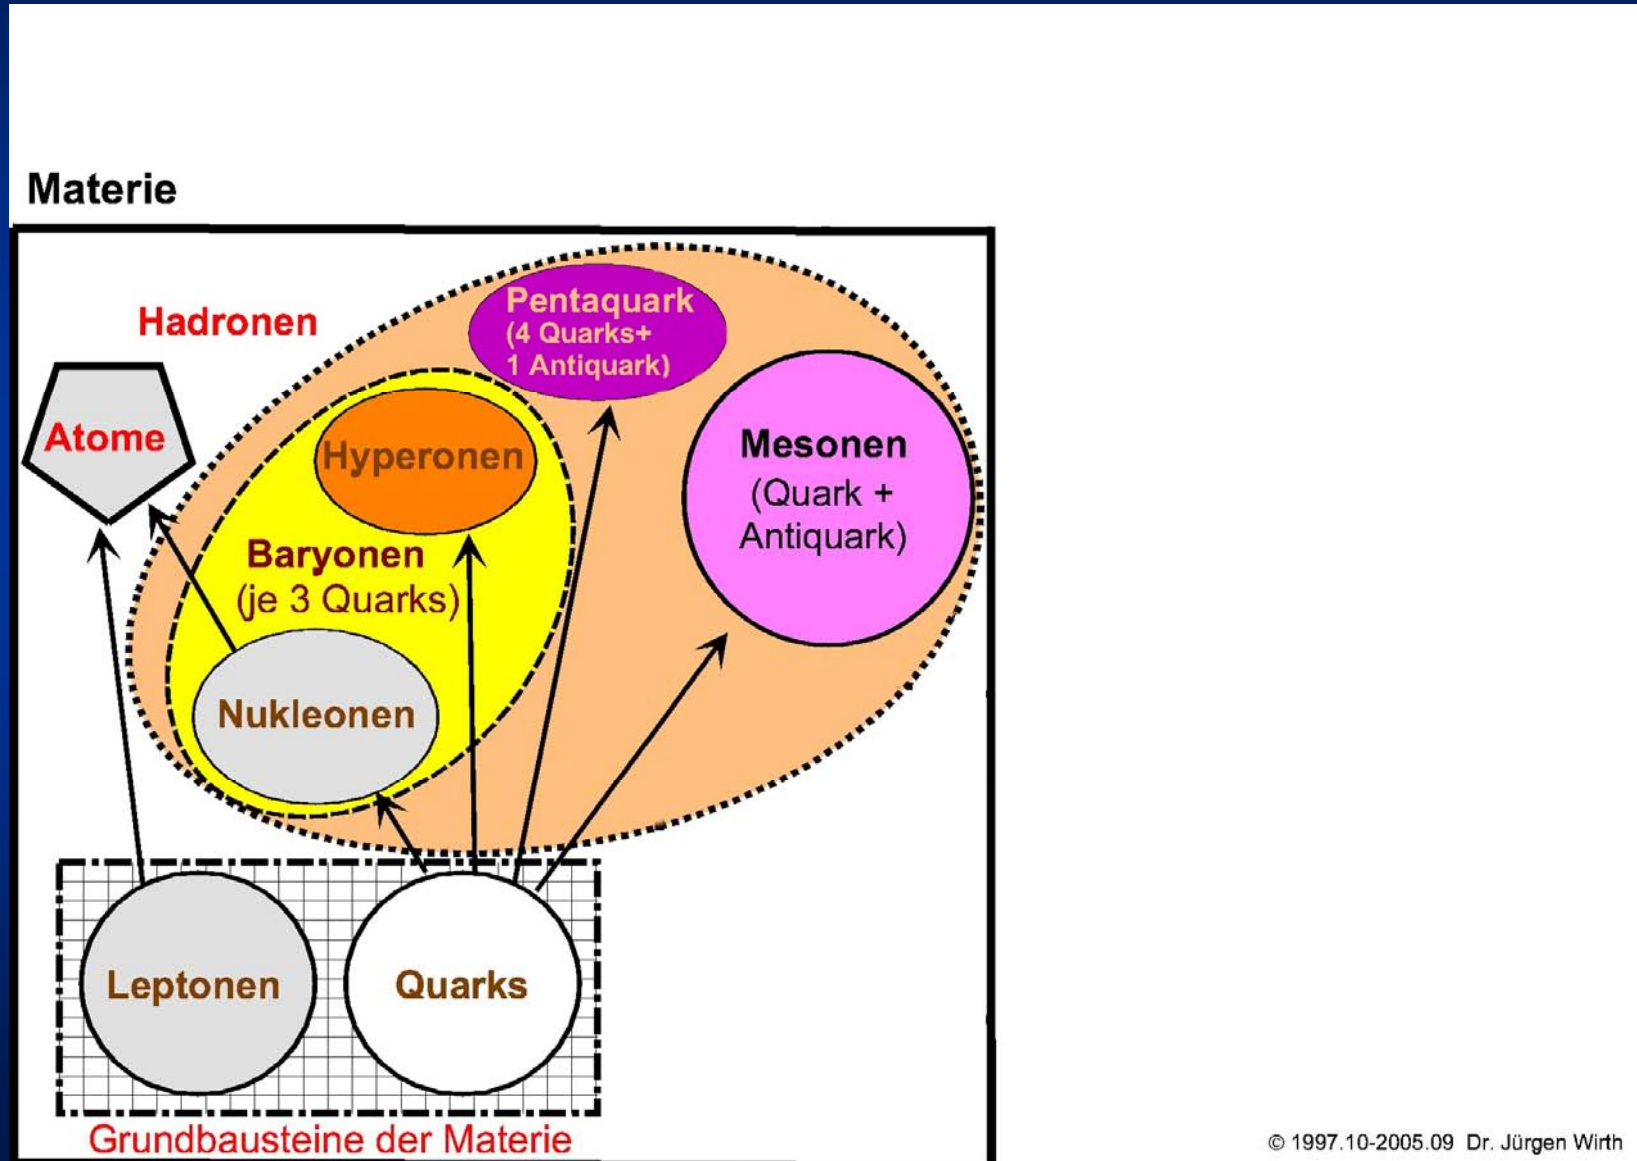 Materie
Hadronen
Pentaquark
(4 Quarks+
1 Antiquark)
Atome
Hyperonen
Mesonen
(Quark +
Antiquark)
Baryonen
(je 3 Quarks)
Nukleonen
Leptonen
Quarks
Grundbausteine der Materie
© 1997.10-2005.09 Dr. Jürgen Wirth